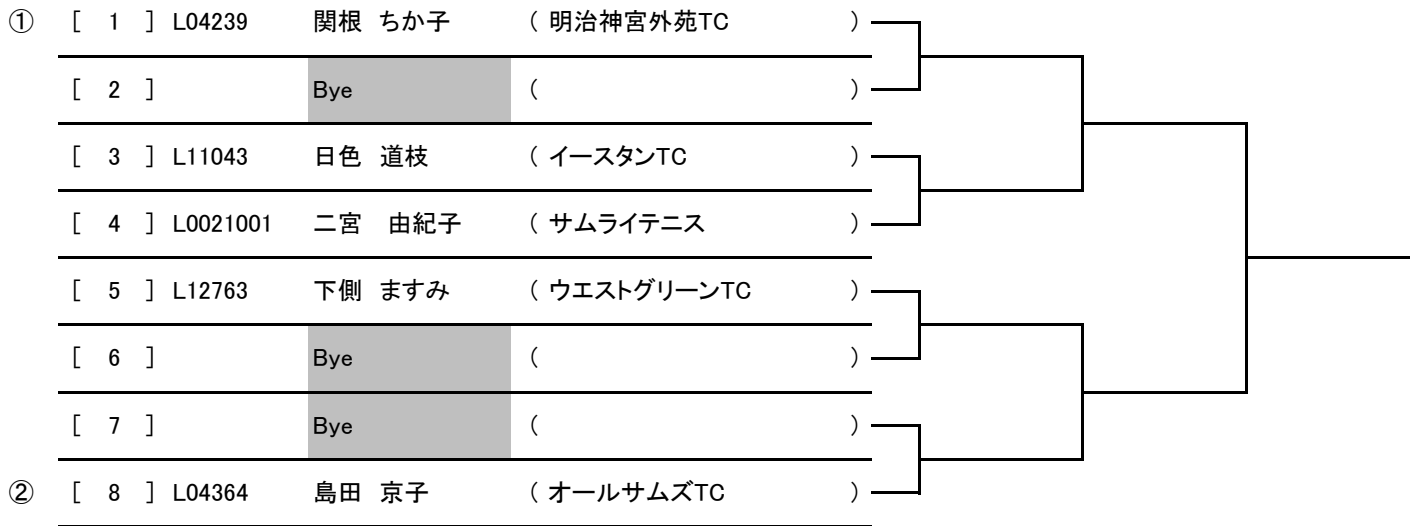 ① [ 1 ] L04239 関根 ちか子 ( 明治神宮外苑TC )
[ 2 ] Bye ( )
[ 3 ] L11043 日色 道枝 ( イースタンTC )
[ 4 ] L0021001 二宮 由紀子 ( サムライテニス )
[ 5 ] L12763 下側 ますみ ( ウエストグリーンTC )
[ 6 ] Bye ( )
[ 7 ] Bye ( )
② [ 8 ] L04364 島田 京子 ( オールサムズTC )